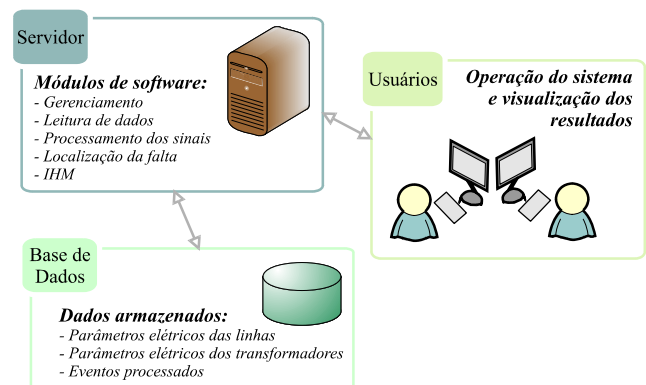 Servidor
Módulos de software:
- Gerenciamento
- Leitura de dados
- Processamento dos sinais
- Localização da falta
- IHM
Usuários
Operação do sistema
e visualização dos
resultados
Base de
Dados
Dados armazenados:
- Parâmetros elétricos das linhas
- Parâmetros elétricos dos transformadores
- Eventos processados